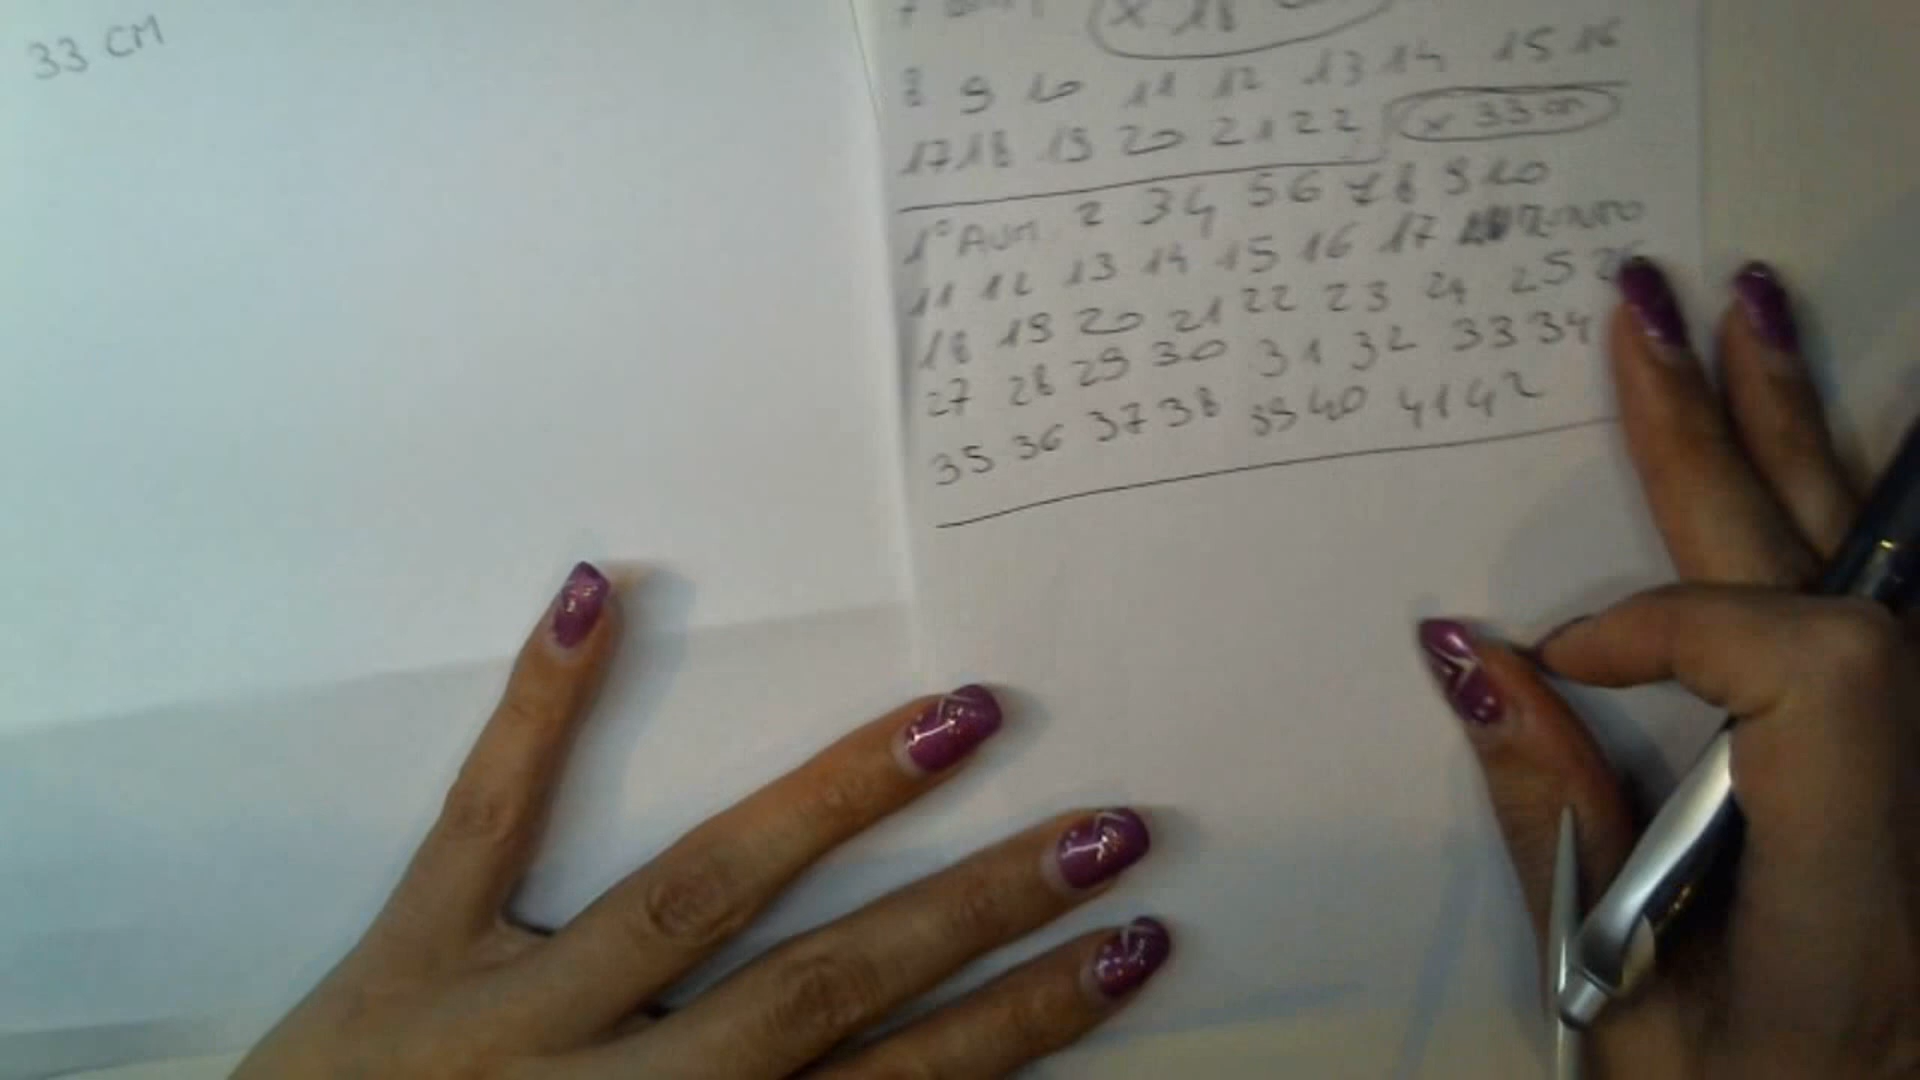 33 CM
x 18
8 9 10 11 12 13 14 15 16
17 18 19 20 21 22 x 33 cm
1° AUM 2 3 4 5 6 7 8 9 10
11 12 13 14 15 16 17
18 19 20 21 22 23 24 25 26
27 28 29 30 31 32 33 34
35 36 37 38 39 40 41 42